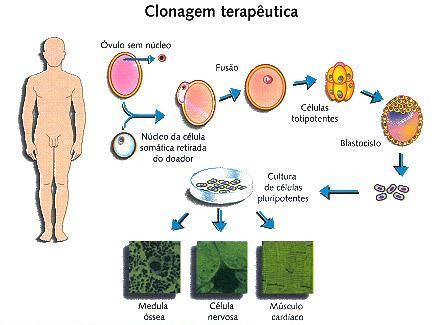 Clonagem terapêutica
Óvulo sem núcleo
Fusão
Células
totipotentes
Blastocisto
Núcleo da célula
somática retirada
do doador
Cultura
de células
pluripotentes
Medula
óssea
Célula
nervosa
Músculo
cardíaco